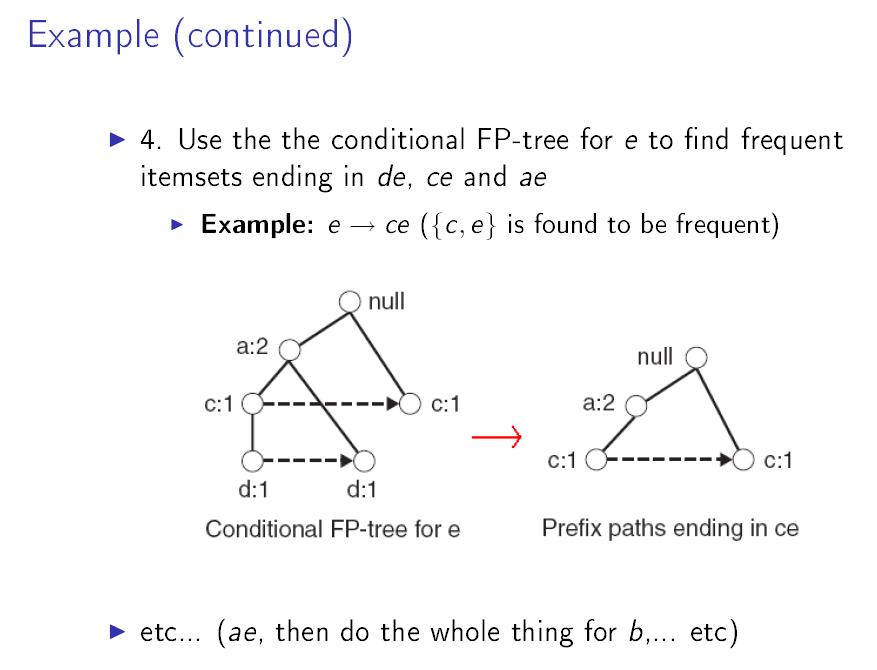 Example (continued)
4. Use the the conditional FP-tree for e to find frequent
itemsets ending in de, ce and ae
Example: e → ce ({c, e} is found to be frequent)
null
a:2
c:1
c:1
d:1
d:1
Conditional FP-tree for e
null
a:2
c:1
c:1
Prefix paths ending in ce
etc... (ae, then do the whole thing for b,... etc)